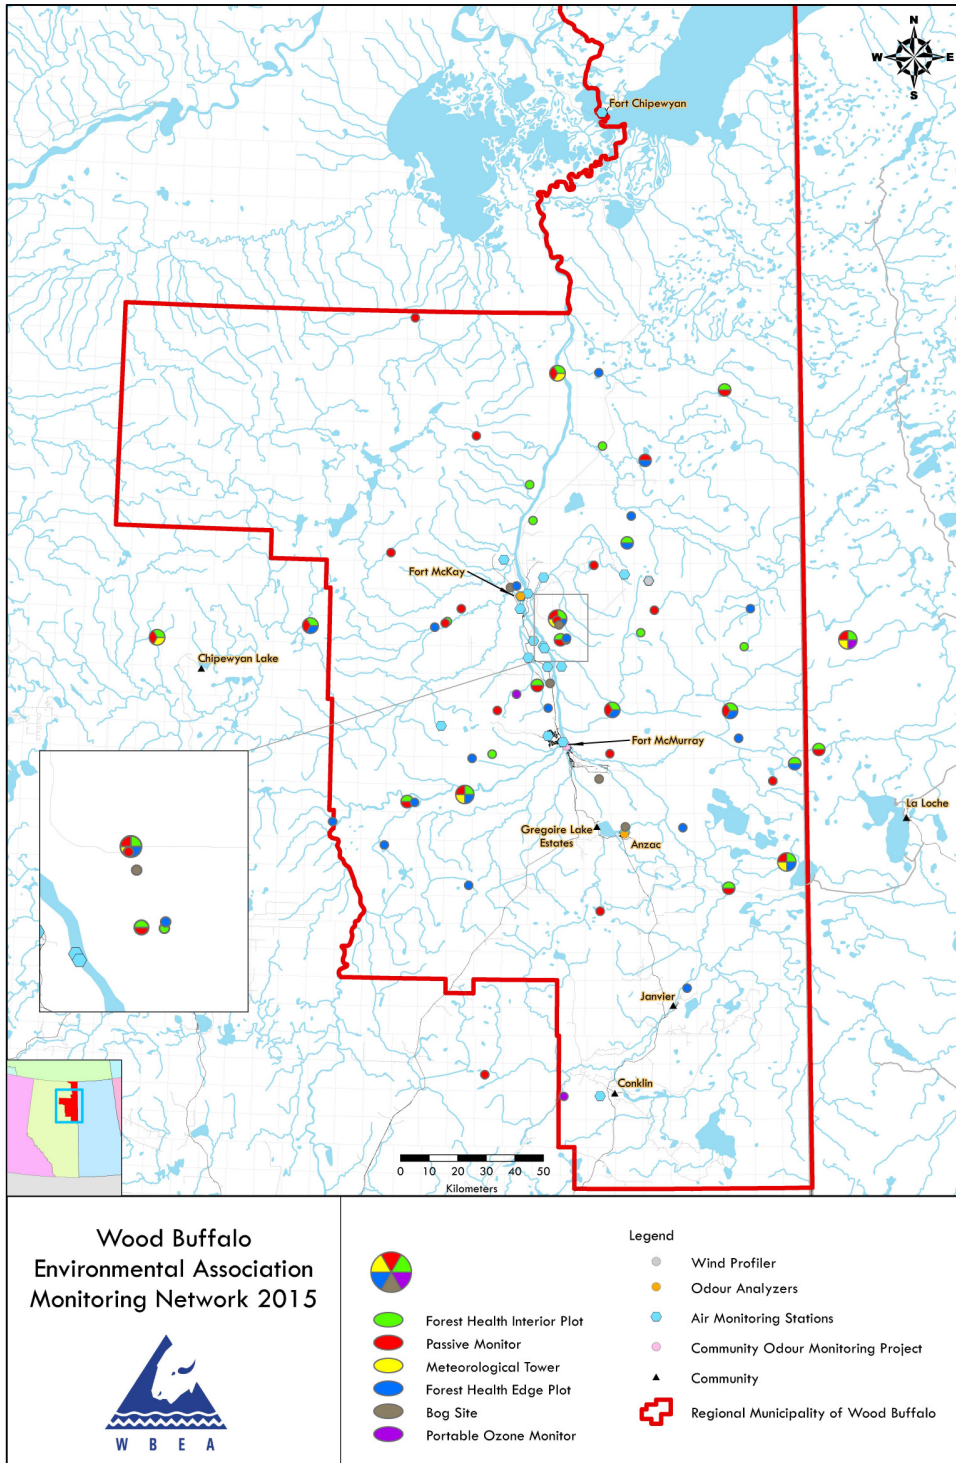 N
W
E
S
Fort Chipewyan
Fort McKay
Chipewyan Lake
Fort McMurray
La Loche
Gregoire Lake
Estates
Anzac
Janvier
Conklin
0 10 20 30 40 50
Kilometers
Wood Buffalo
Environmental Association
Monitoring Network 2015
W B E A
Forest Health Interior Plot
Passive Monitor
Meteorological Tower
Forest Health Edge Plot
Bog Site
Portable Ozone Monitor
Legend
Wind Profiler
Odour Analyzers
Air Monitoring Stations
Community Odour Monitoring Project
Community
Regional Municipality of Wood Buffalo